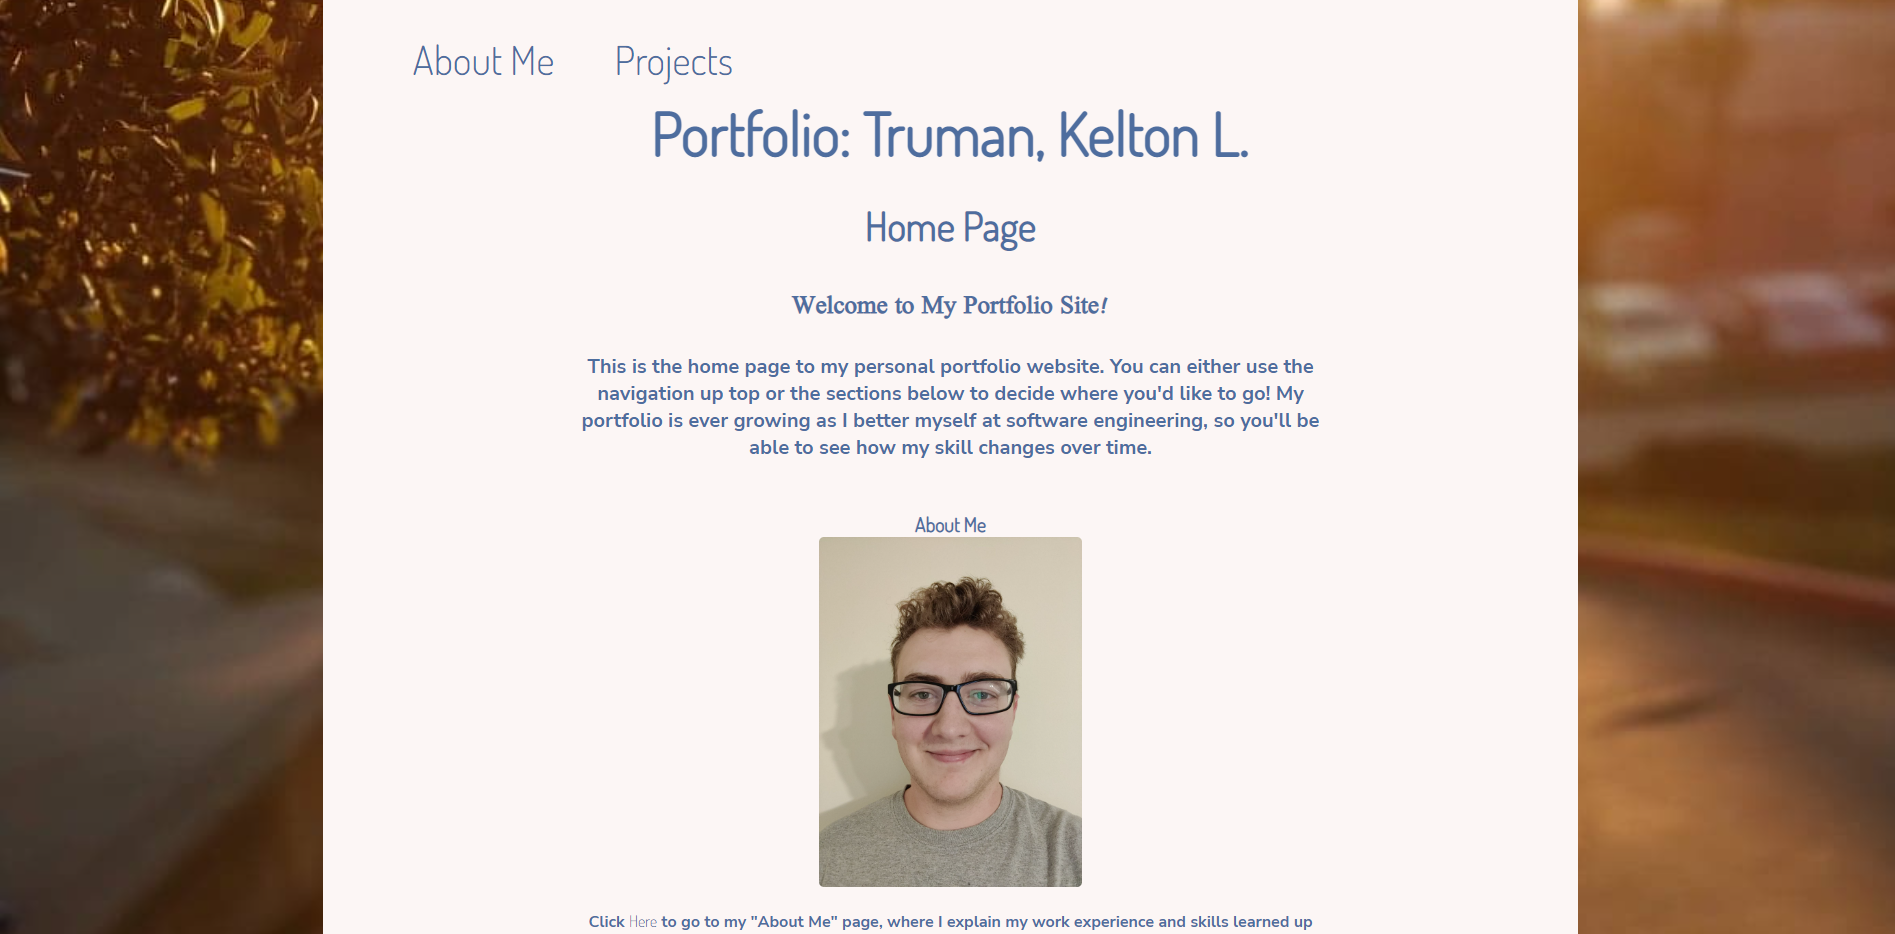 About Me Projects
Portfolio: Truman, Kelton L.
Home Page
Welcome to My Portfolio Site!
This is the home page to my personal portfolio website. You can either use the
navigation up top or the sections below to decide where you'd like to go! My
portfolio is ever growing as I better myself at software engineering, so you'll be
able to see how my skill changes over time.
About Me
Click Here to go to my "About Me" page, where I explain my work experience and skills learned up